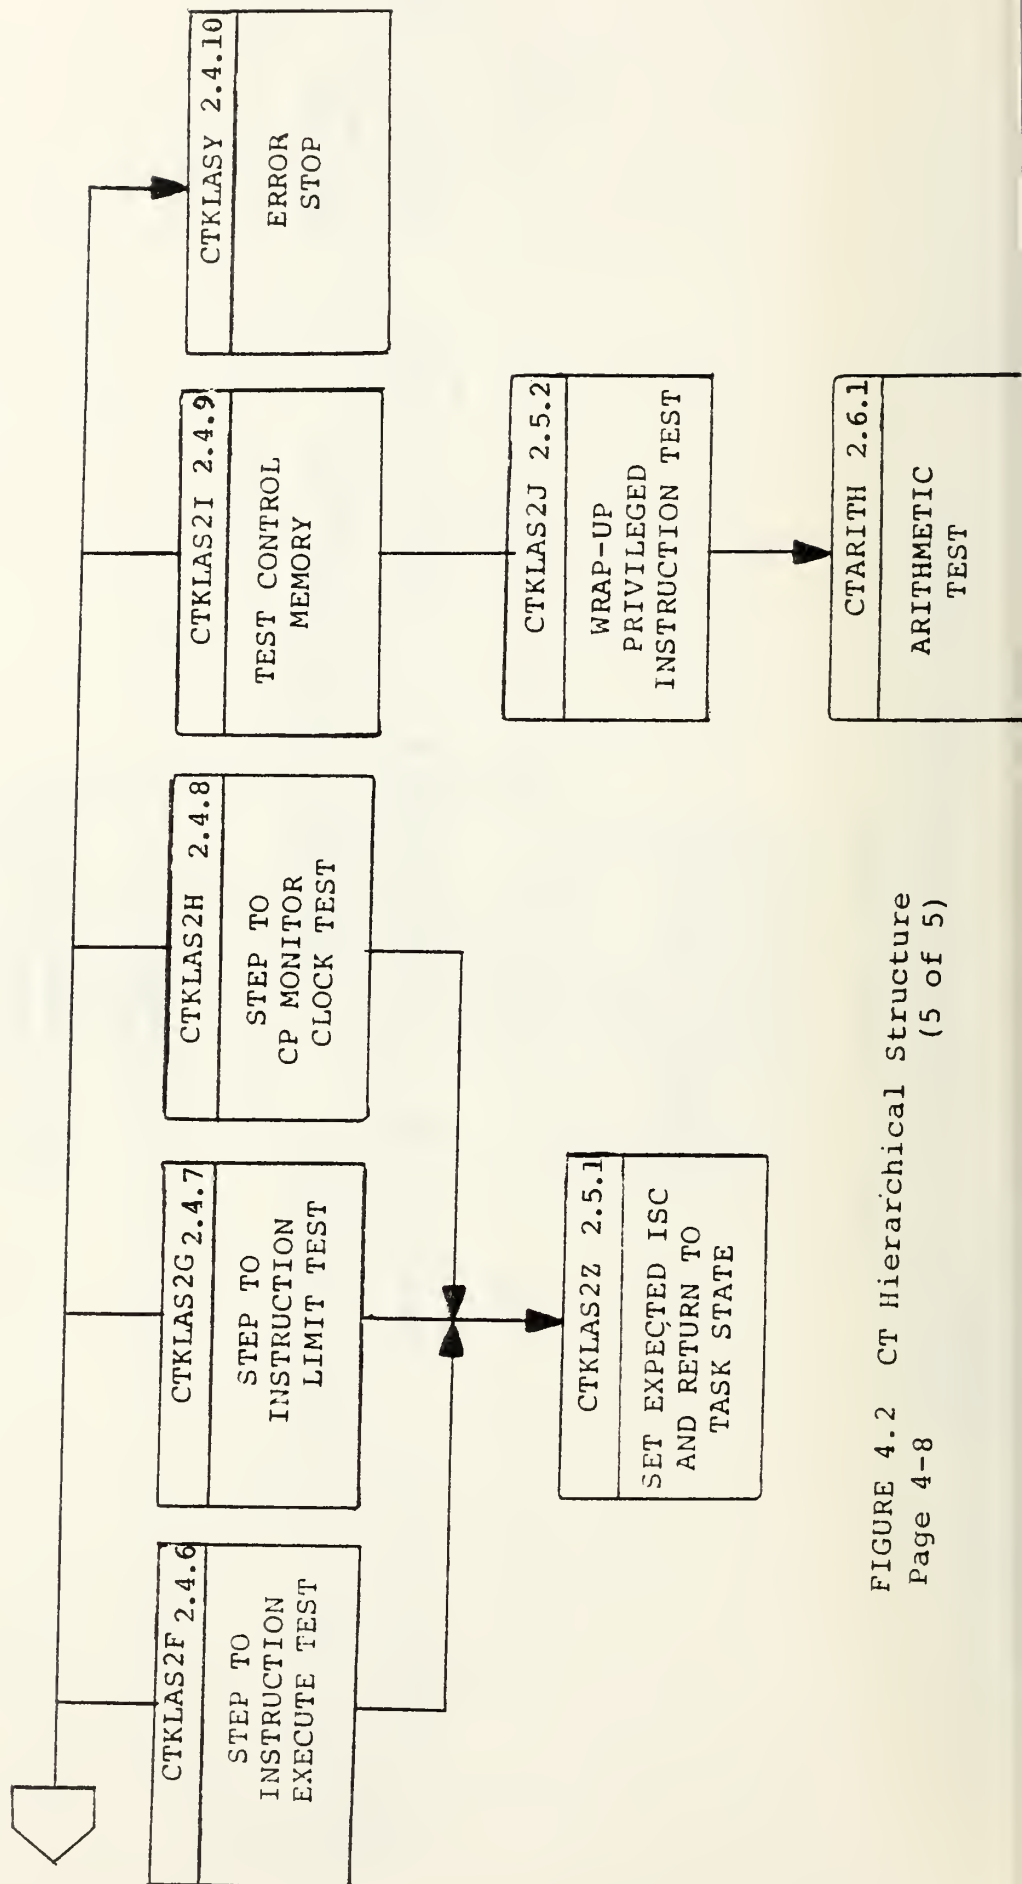 CTKLAS2F 2.4.6
STEP TO
INSTRUCTION
EXECUTE TEST
CTKLAS2G 2.4.7
STEP TO
INSTRUCTION
LIMIT TEST
CTKLAS2H 2.4.8
STEP TO
CP MONITOR
CLOCK TEST
CTKLAS2I 2.4.9
TEST CONTROL
MEMORY
CTKLASY 2.4.10
ERROR
STOP
CTKLAS2Z 2.5.1
SET EXPECTED ISC
AND RETURN TO
TASK STATE
CTKLAS2J 2.5.2
WRAP-UP
PRIVILEGED
INSTRUCTION TEST
CTARITH 2.6.1
ARITHMETIC
TEST
FIGURE 4.2 CT Hierarchical Structure
Page 4-8 (5 of 5)